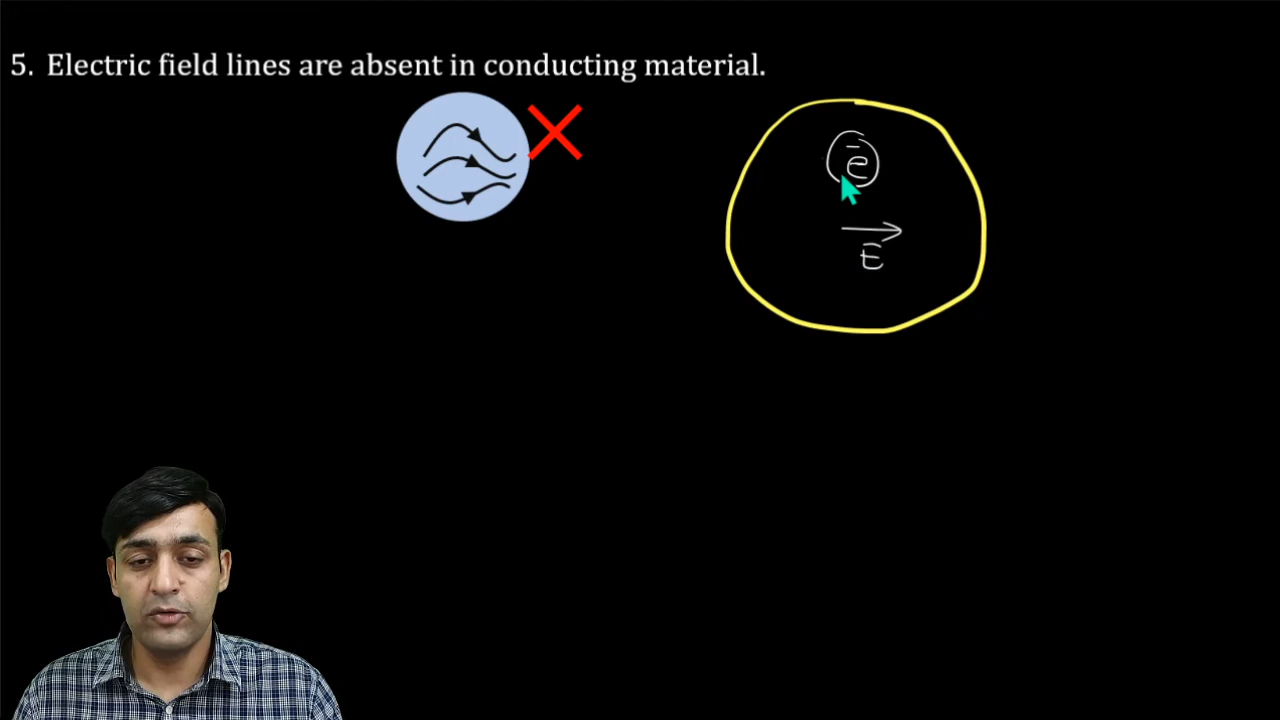 5. Electric field lines are absent in conducting material.
e̅
E